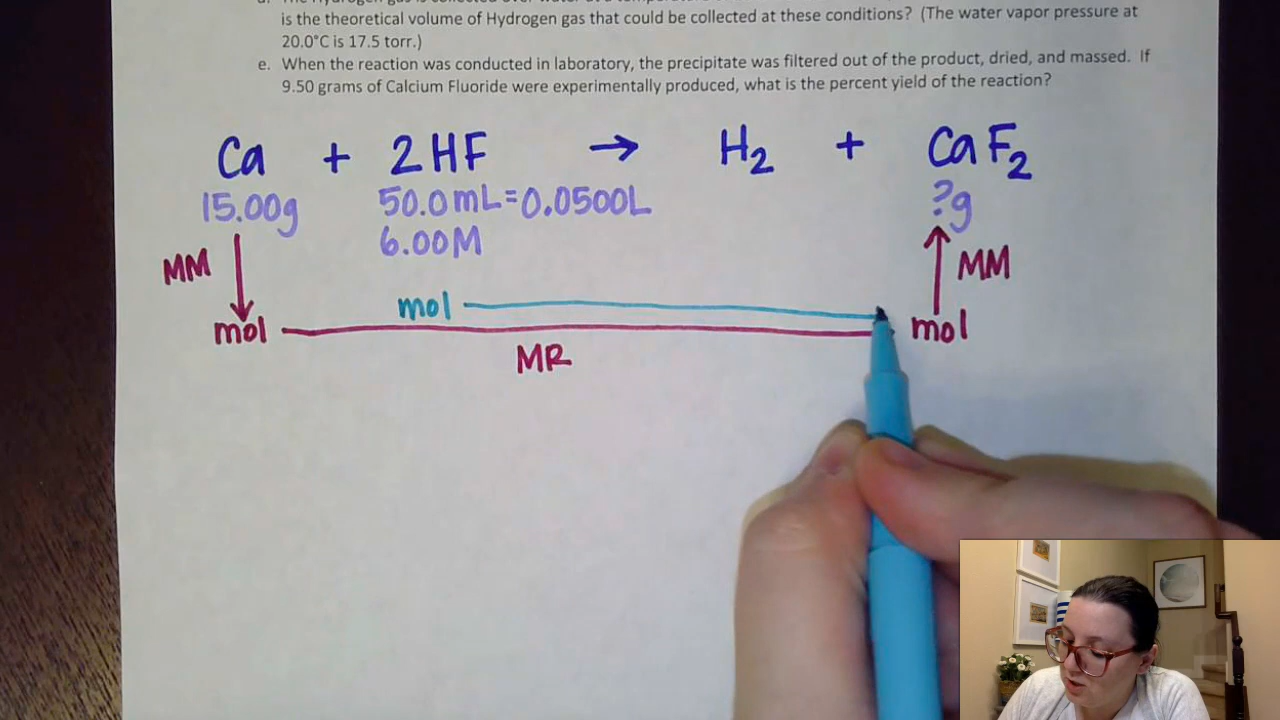 is the theoretical volume of Hydrogen gas that could be collected at these conditions? (The water vapor pressure at
20.0°C is 17.5 torr.)
e. When the reaction was conducted in laboratory, the precipitate was filtered out of the product, dried, and massed. If
9.50 grams of Calcium Fluoride were experimentally produced, what is the percent yield of the reaction?
Ca + 2HF → H₂ + CaF₂
15.00g 50.0mL=0.0500L ?g
6.00M
MM MM
mol mol mol
MR